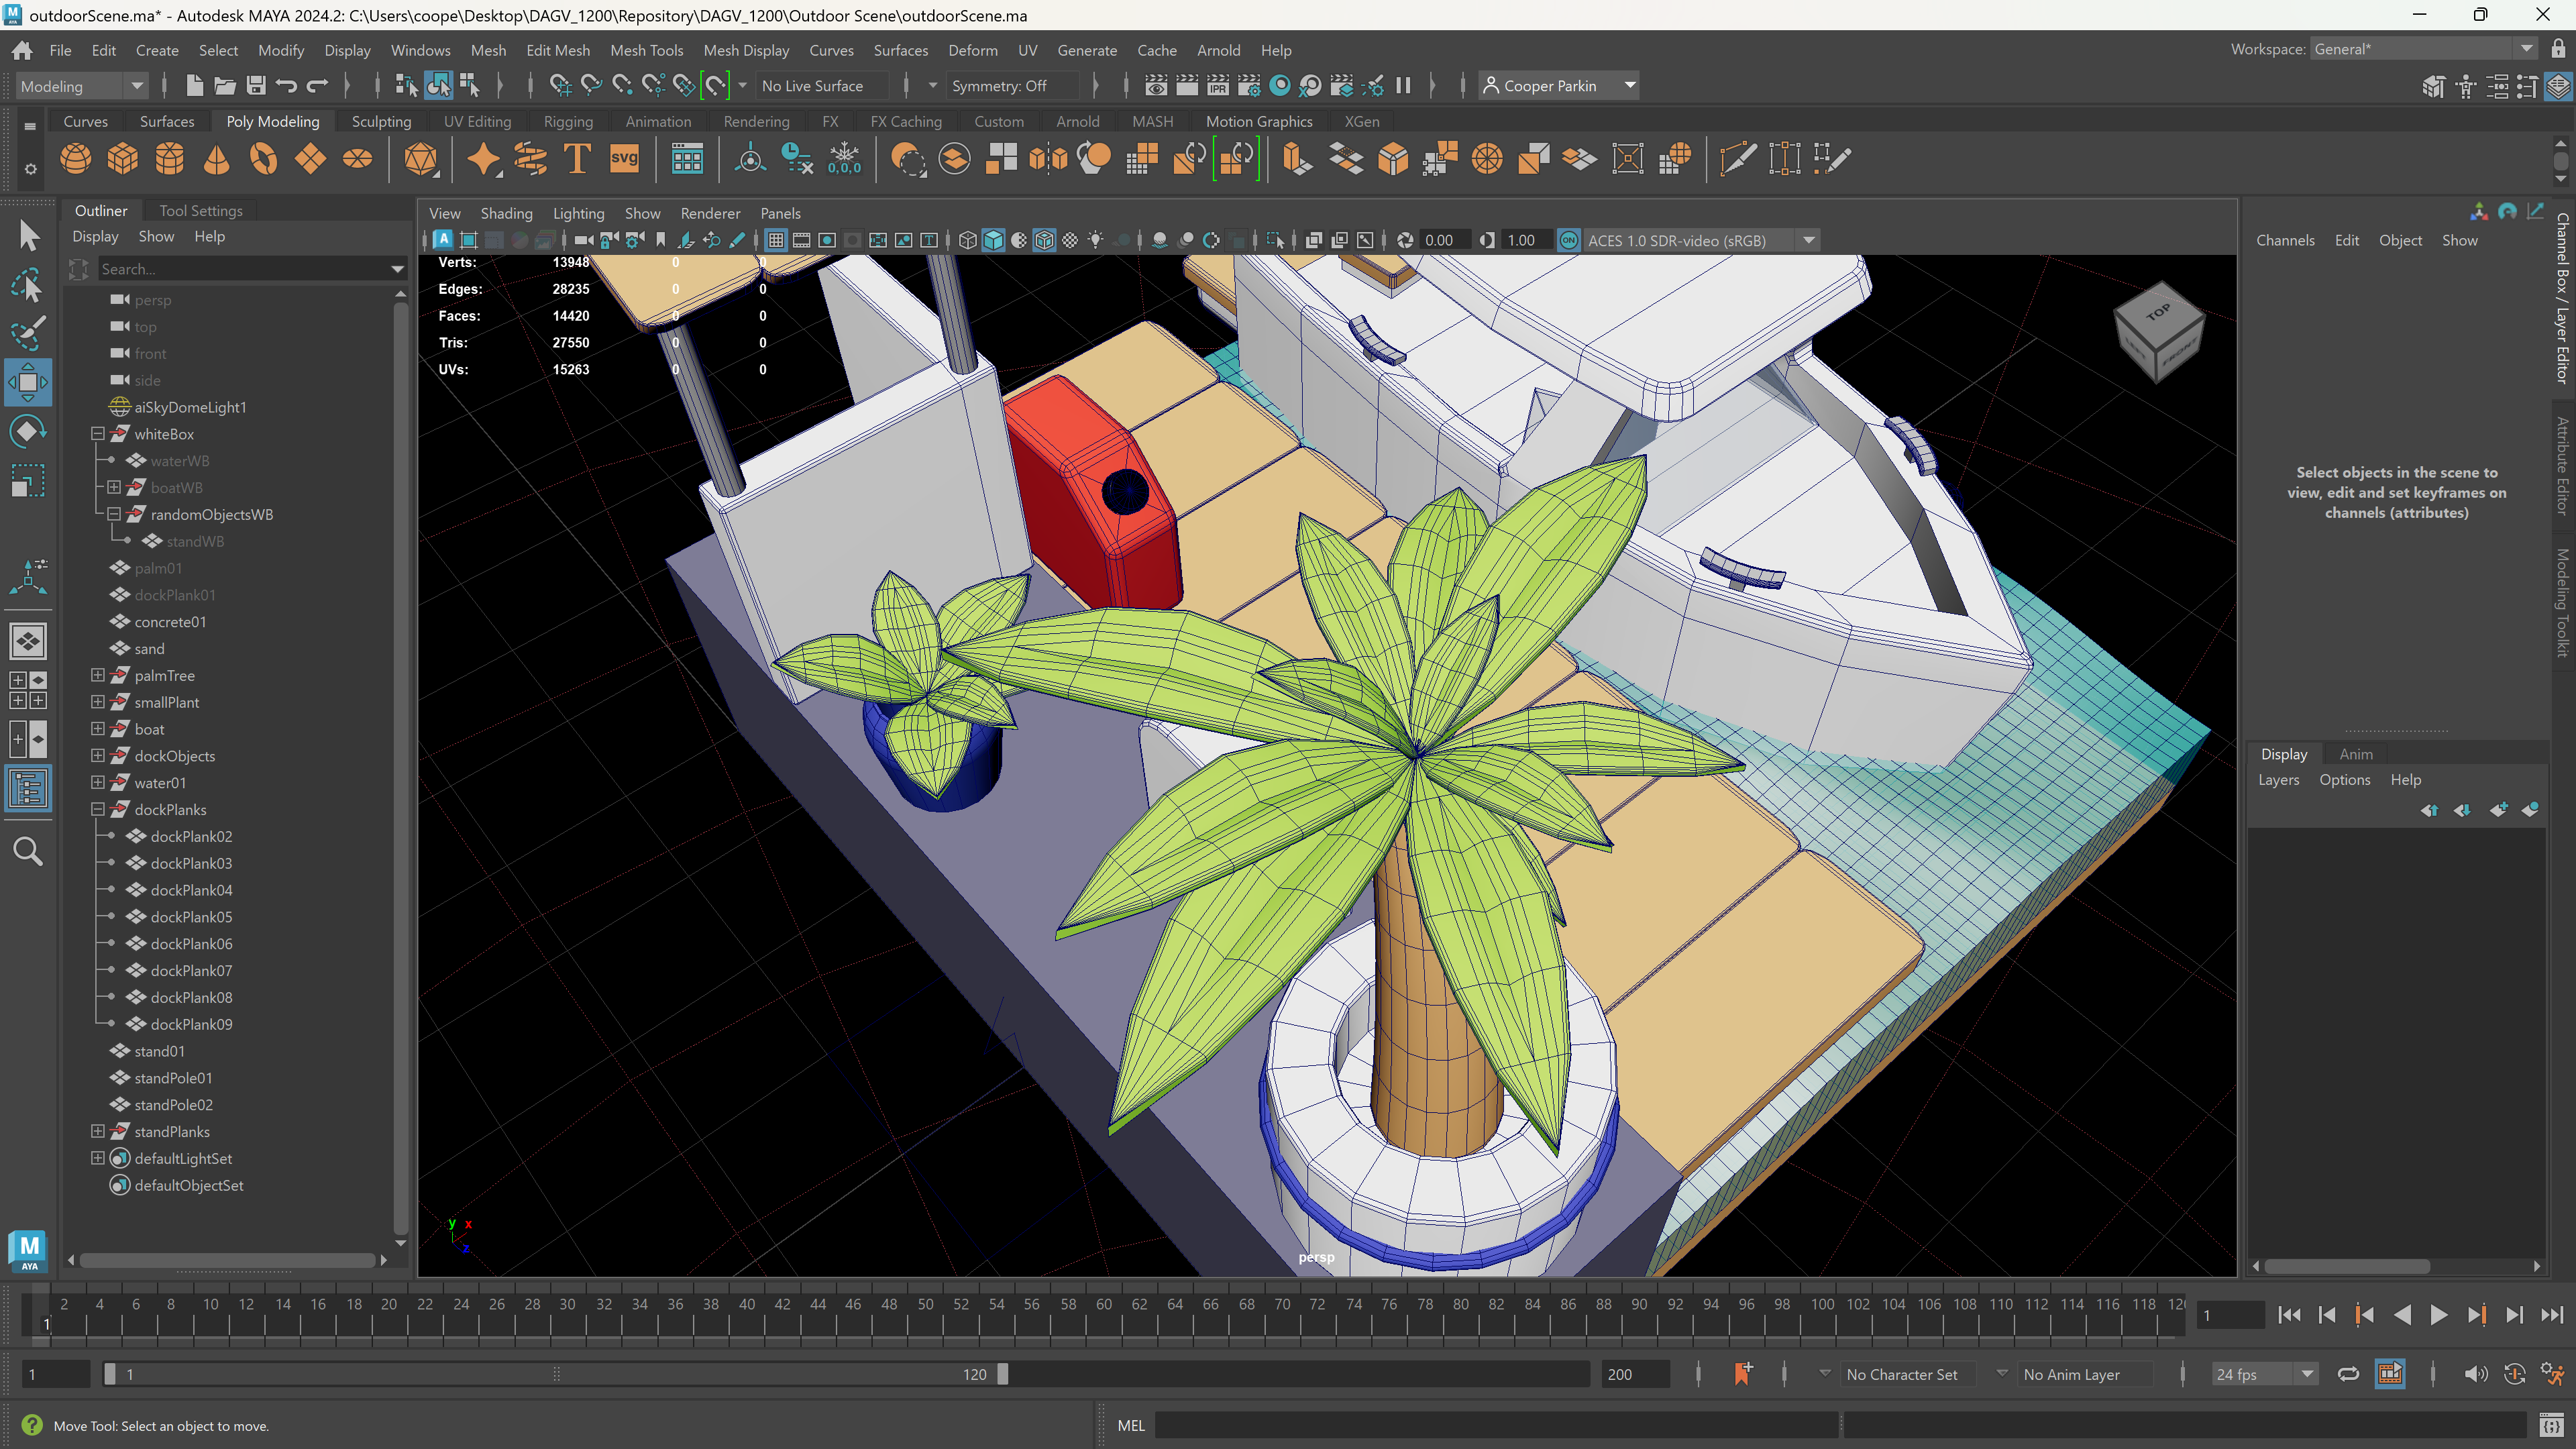 outdoorScene.ma* - Autodesk MAYA 2024.2: C:\Users\coope\Desktop\DAGV_1200\Repository\DAGV_1200\Outdoor Scene\outdoorScene.ma
File Edit Create Select Modify Display Windows Mesh Edit Mesh Mesh Tools Mesh Display Curves Surfaces Deform UV Generate Cache Arnold Help
Workspace: General*
Modeling
No Live Surface
Symmetry: Off
IPR
Cooper Parkin
Curves Surfaces Poly Modeling Sculpting UV Editing Rigging Animation Rendering FX FX Caching Custom Arnold MASH Motion Graphics XGen
T
svg
0,0,0
Outliner Tool Settings
Display Show Help
Search...
persp
top
front
side
aiSkyDomeLight1
whiteBox
waterWB
boatWB
randomObjectsWB
standWB
palm01
dockPlank01
concrete01
sand
palmTree
smallPlant
boat
dockObjects
water01
dockPlanks
dockPlank02
dockPlank03
dockPlank04
dockPlank05
dockPlank06
dockPlank07
dockPlank08
dockPlank09
stand01
standPole01
standPole02
standPlanks
defaultLightSet
defaultObjectSet
View Shading Lighting Show Renderer Panels
0.00 1.00 ON ACES 1.0 SDR-video (sRGB)
Verts: 13948 0 0
Edges: 28235 0 0
Faces: 14420 0 0
Tris: 27550 0 0
UVs: 15263 0 0
TOP
LEFT FRONT
y x
z
persp
Channels Edit Object Show
Select objects in the scene to
view, edit and set keyframes on
channels (attributes)
Channel Box / Layer Editor
Attribute Editor
Modeling Toolkit
Display Anim
Layers Options Help
M
AYA
2 4 6 8 10 12 14 16 18 20 22 24 26 28 30 32 34 36 38 40 42 44 46 48 50 52 54 56 58 60 62 64 66 68 70 72 74 76 78 80 82 84 86 88 90 92 94 96 98 100 102 104 106 108 110 112 114 116 118 12
1
1
1 1 120 200
No Character Set
No Anim Layer
24 fps
Move Tool: Select an object to move.
MEL